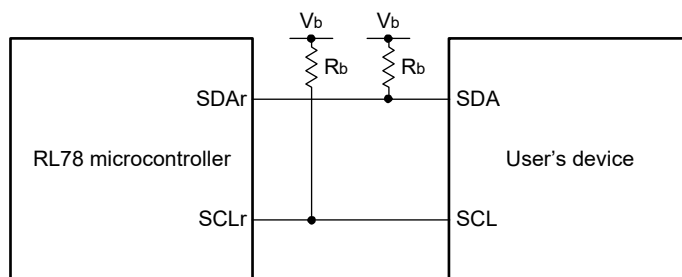 Vb Vb
Rb Rb
SDAr SDA
RL78 microcontroller User's device
SCLr SCL